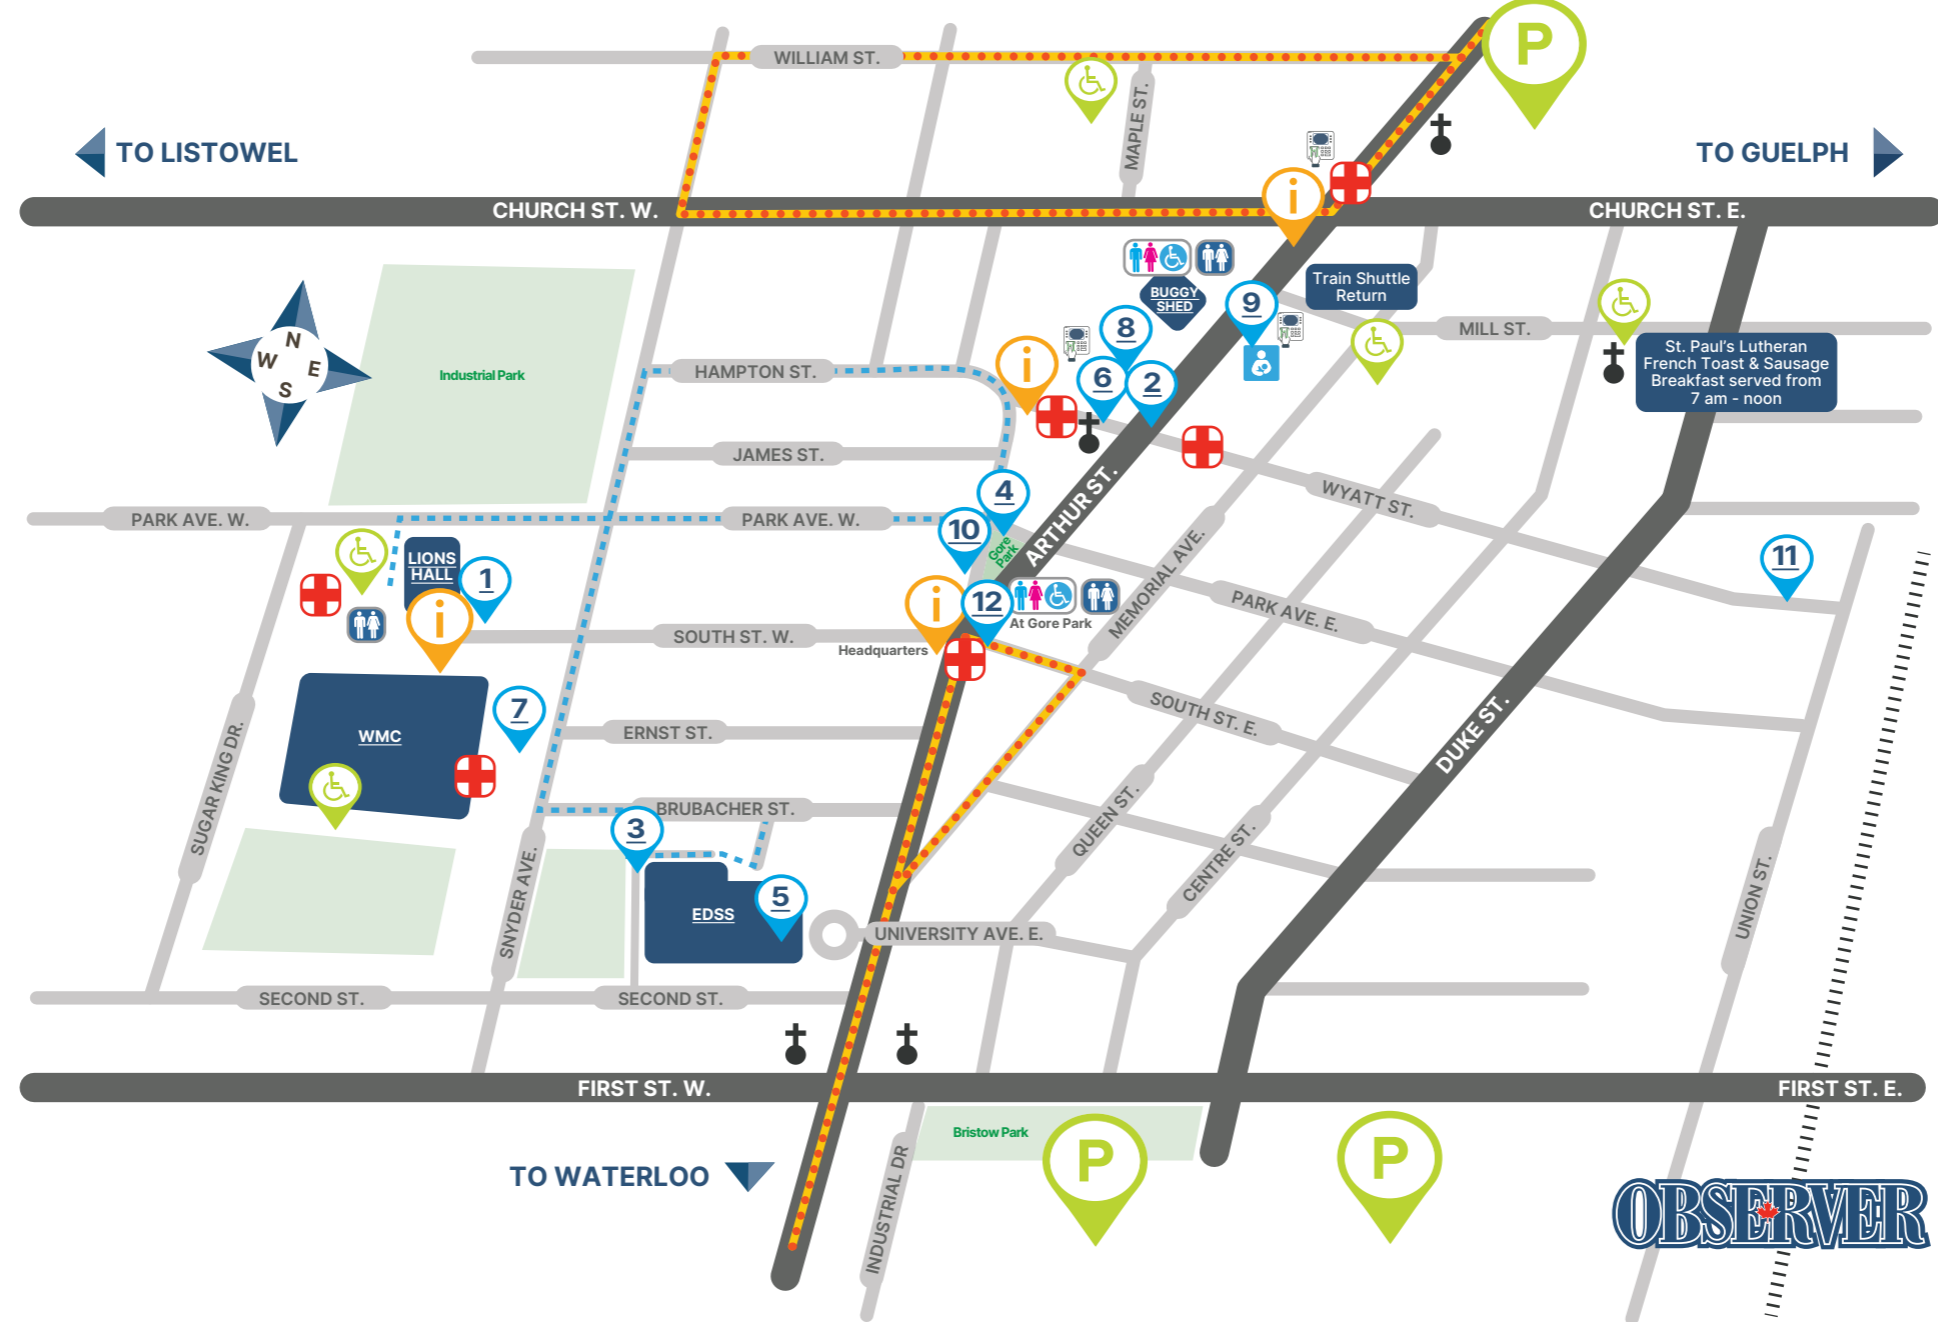 P
WILLIAM ST.
MAPLE ST.
TO LISTOWEL
TO GUELPH
i
CHURCH ST. W.
CHURCH ST. E.
BUGGY
SHED
9
Train Shuttle
Return
MILL ST.
8
N
W
E
S
Industrial Park
HAMPTON ST.
i
6
2
St. Paul's Lutheran
French Toast & Sausage
Breakfast served from
7 am - noon
JAMES ST.
ARTHUR ST.
WYATT ST.
4
PARK AVE. W.
PARK AVE. W.
10
Gore
Park
MEMORIAL AVE.
11
LIONS
HALL
1
i
i
12
At Gore Park
PARK AVE. E.
SOUTH ST. W.
Headquarters
7
WMC
SOUTH ST. E.
DUKE ST.
ERNST ST.
SUGAR KING DR.
BRUBACHER ST.
3
QUEEN ST.
CENTRE ST.
SNYDER AVE.
5
EDSS
UNION ST.
UNIVERSITY AVE. E.
SECOND ST.
SECOND ST.
FIRST ST. W.
FIRST ST. E.
Bristow Park
P
P
TO WATERLOO
INDUSTRIAL DR
OBSERVER